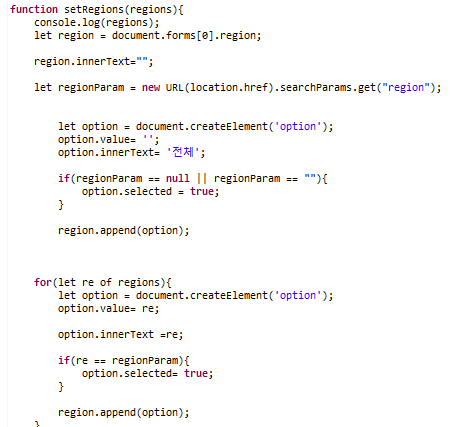 function setRegions(regions){
console.log(regions);
let region = document.forms[0].region;
region.innerText="";
let regionParam = new URL(location.href).searchParams.get("region");
let option = document.createElement('option');
option.value= '';
option.innerText= '전체';
if(regionParam == null || regionParam == ""){
option.selected = true;
}
region.append(option);
for(let re of regions){
let option = document.createElement('option');
option.value= re;
option.innerText =re;
if(re == regionParam){
option.selected= true;
}
region.append(option);
}